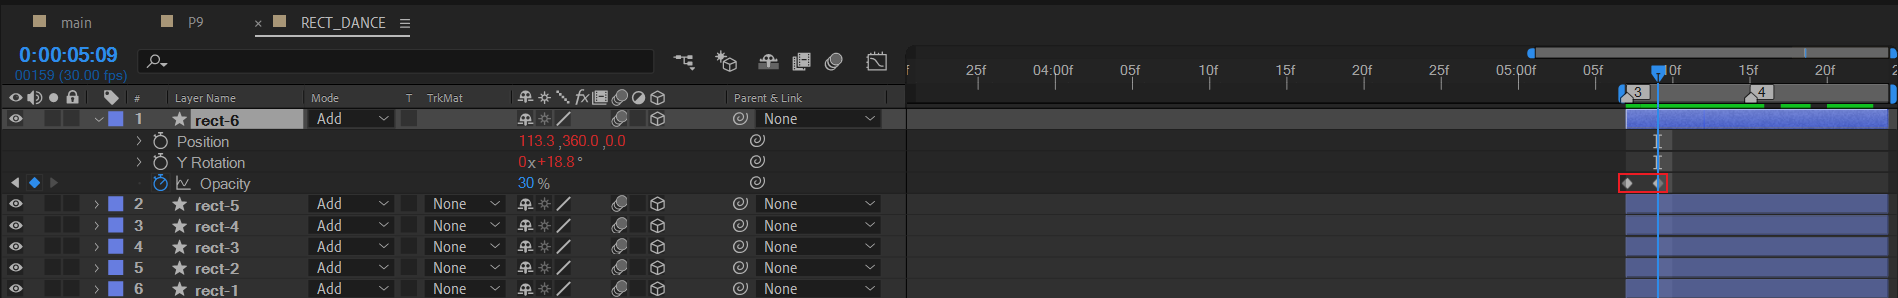 main P9 × RECT_DANCE
0:00:05:09
00159 (30.00 fps)
f 25f 04:00f 05f 10f 15f 20f 25f 05:00f 05f 10f 15f 20f 2
3 4
# Layer Name Mode T TrkMat fx Parent & Link
1 rect-6 Add None
Position 113.3 ,360.0 ,0.0
Y Rotation 0x+18.8 °
Opacity 30 %
2 rect-5 Add None None
3 rect-4 Add None None
4 rect-3 Add None None
5 rect-2 Add None None
6 rect-1 Add None None